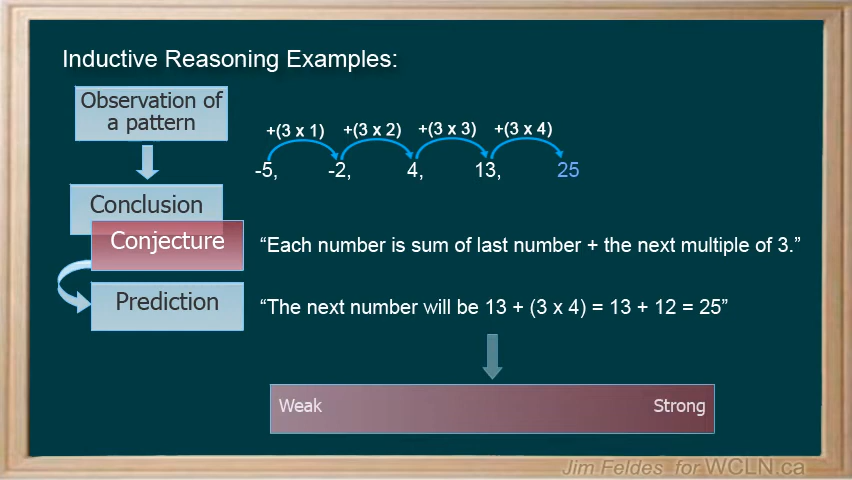 Inductive Reasoning Examples:
Observation of
a pattern
+(3 x 1) +(3 x 2) +(3 x 3) +(3 x 4)
-5, -2, 4, 13, 25
Conclusion
Conjecture
“Each number is sum of last number + the next multiple of 3.”
Prediction
“The next number will be 13 + (3 x 4) = 13 + 12 = 25”
Weak Strong
Jim Feldes for WCLN.ca